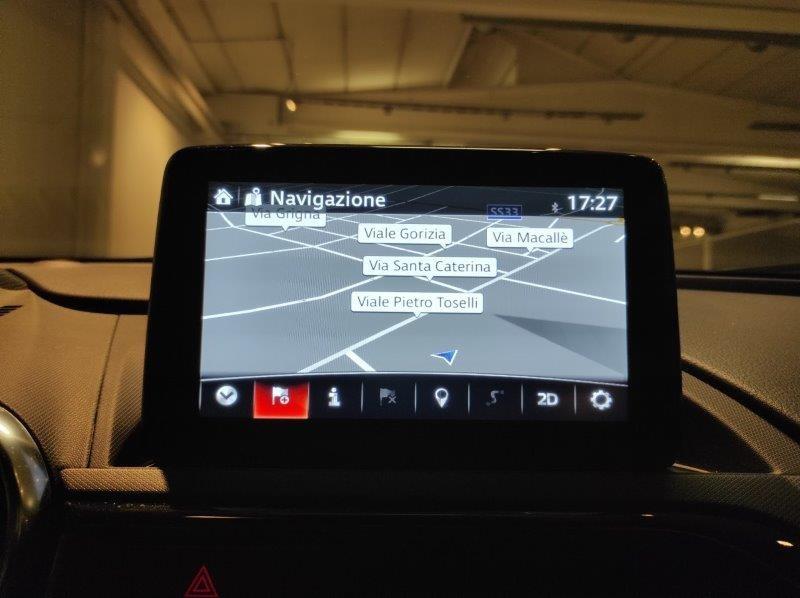 Navigazione 17:27
Via Grigna
SS33
Viale Gorizia
Via Macallè
Via Santa Caterina
Viale Pietro Toselli
2D